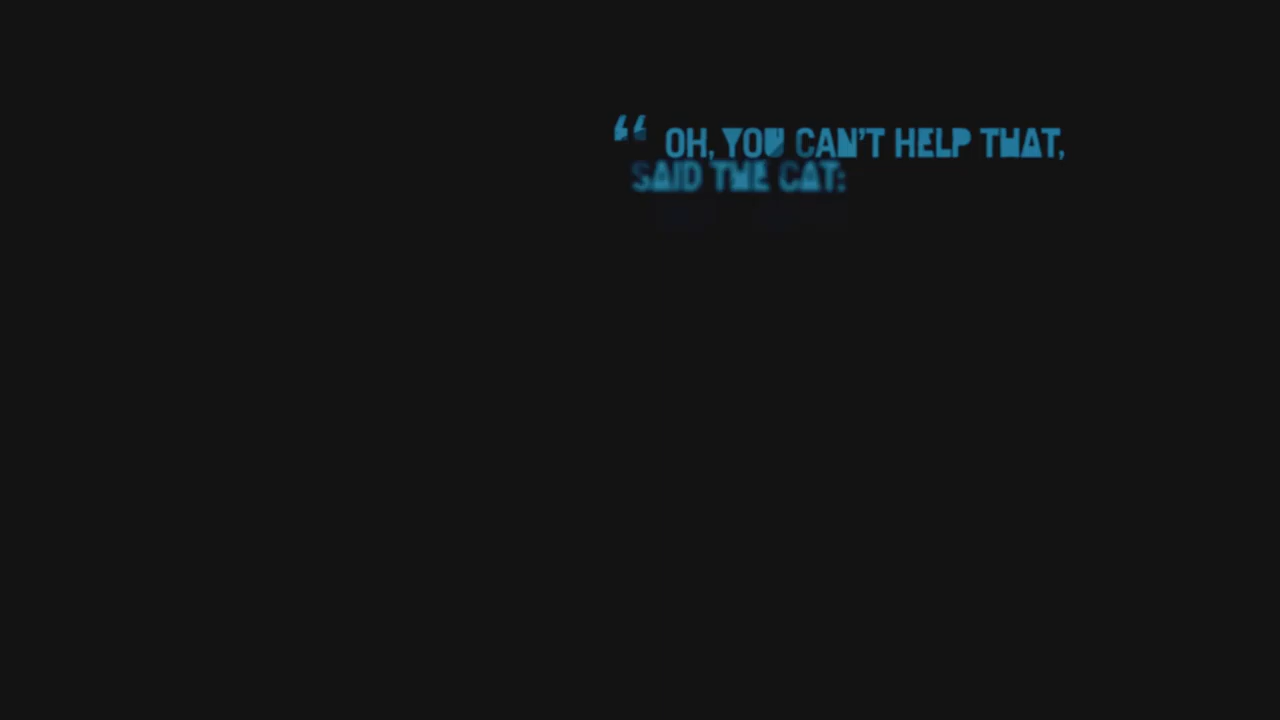 “ OH, YOU CAN’T HELP THAT,
SAID THE CAT: